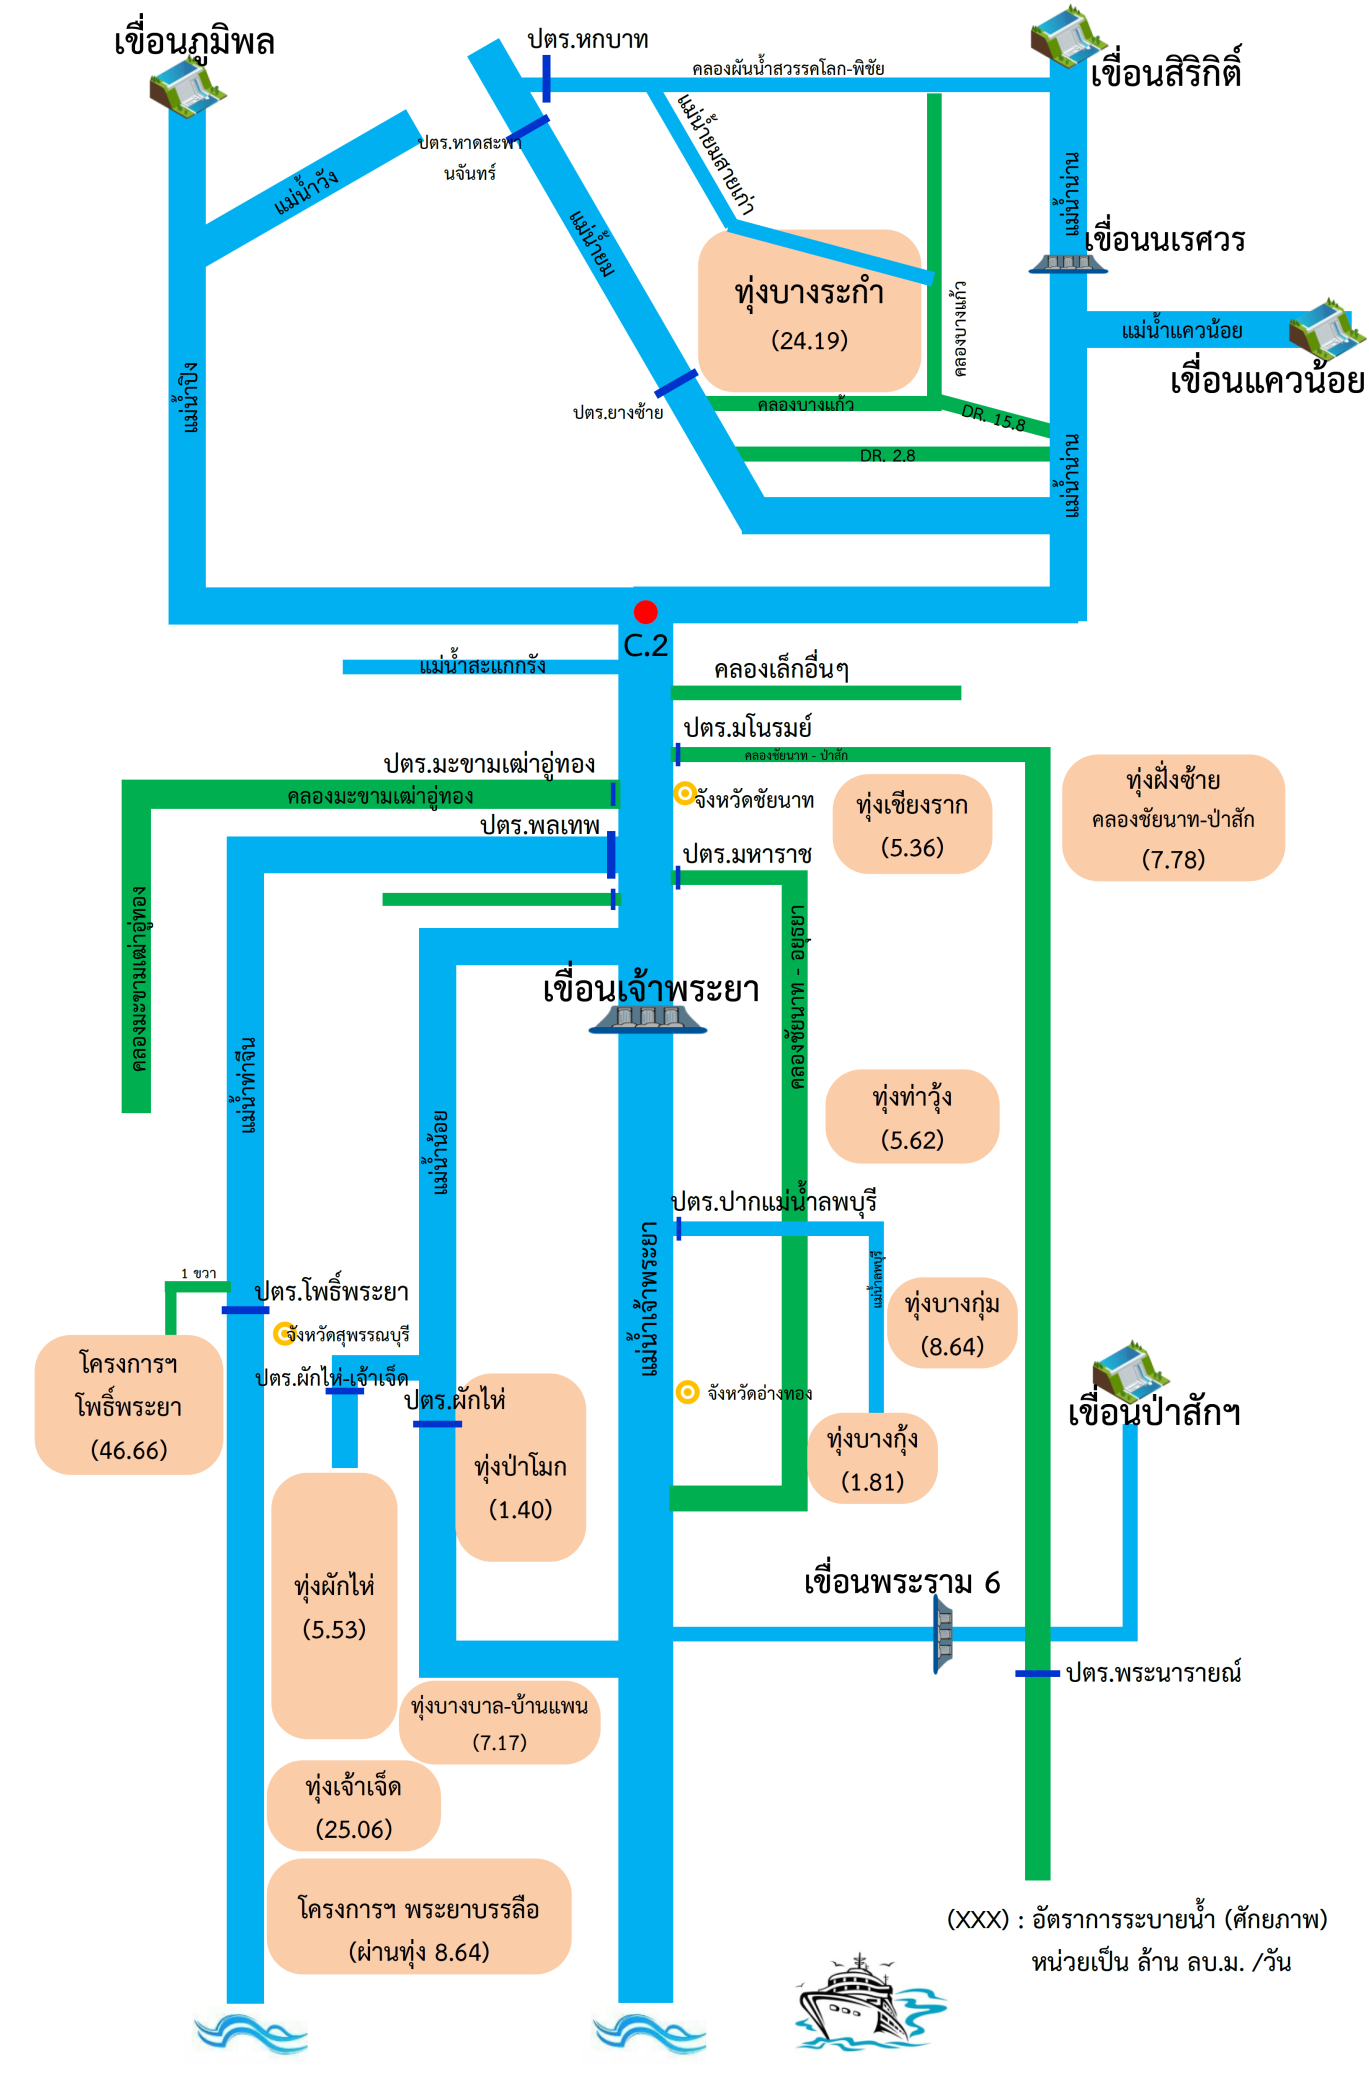 เขื่อนภูมิพล
ปตร.หกบาท
คลองผันน้ำสวรรคโลก-พิชัย
เขื่อนสิริกิติ์
แม่น้ำวัง
ปตร.หาดสะพา
นจันทร์
แม่น้ำยมสายเก่า
แม่น้ำน่าน
แม่น้ำยม
เขื่อนนเรศวร
ทุ่งบางระกำ
(24.19)
คลองบางแก้ว
แม่น้ำแควน้อย
เขื่อนแควน้อย
แม่น้ำปิง
ปตร.ยางซ้าย
คลองบางแก้ว
DR. 15.8
DR. 2.8
แม่น้ำน่าน
C.2
แม่น้ำสะแกกรัง
คลองเล็กอื่นๆ
ปตร.มโนรมย์
คลองชัยนาท - ป่าสัก
ปตร.มะขามเฒ่าอู่ทอง
คลองมะขามเฒ่าอู่ทอง
จังหวัดชัยนาท
ทุ่งเชียงราก
(5.36)
ทุ่งฝั่งซ้าย
คลองชัยนาท-ป่าสัก
(7.78)
ปตร.พลเทพ
ปตร.มหาราช
คลองมะขามเฒ่าอู่ทอง
คลองชัยนาท - อยุธยา
เขื่อนเจ้าพระยา
แม่น้ำท่าจีน
แม่น้ำน้อย
ทุ่งท่าวุ้ง
(5.62)
ปตร.ปากแม่น้ำลพบุรี
แม่น้ำเจ้าพระยา
แม่น้ำลพบุรี
1 ขวา
ปตร.โพธิ์พระยา
จังหวัดสุพรรณบุรี
ทุ่งบางกุ่ม
(8.64)
โครงการฯ
โพธิ์พระยา
(46.66)
ปตร.ผักไห่-เจ้าเจ็ด
ปตร.ผักไห่
จังหวัดอ่างทอง
เขื่อนป่าสักฯ
ทุ่งป่าโมก
(1.40)
ทุ่งบางกุ้ง
(1.81)
ทุ่งผักไห่
(5.53)
เขื่อนพระราม 6
ปตร.พระนารายณ์
ทุ่งบางบาล-บ้านแพน
(7.17)
ทุ่งเจ้าเจ็ด
(25.06)
โครงการฯ พระยาบรรลือ
(ผ่านทุ่ง 8.64)
(XXX) : อัตราการระบายน้ำ (ศักยภาพ)
หน่วยเป็น ล้าน ลบ.ม. /วัน